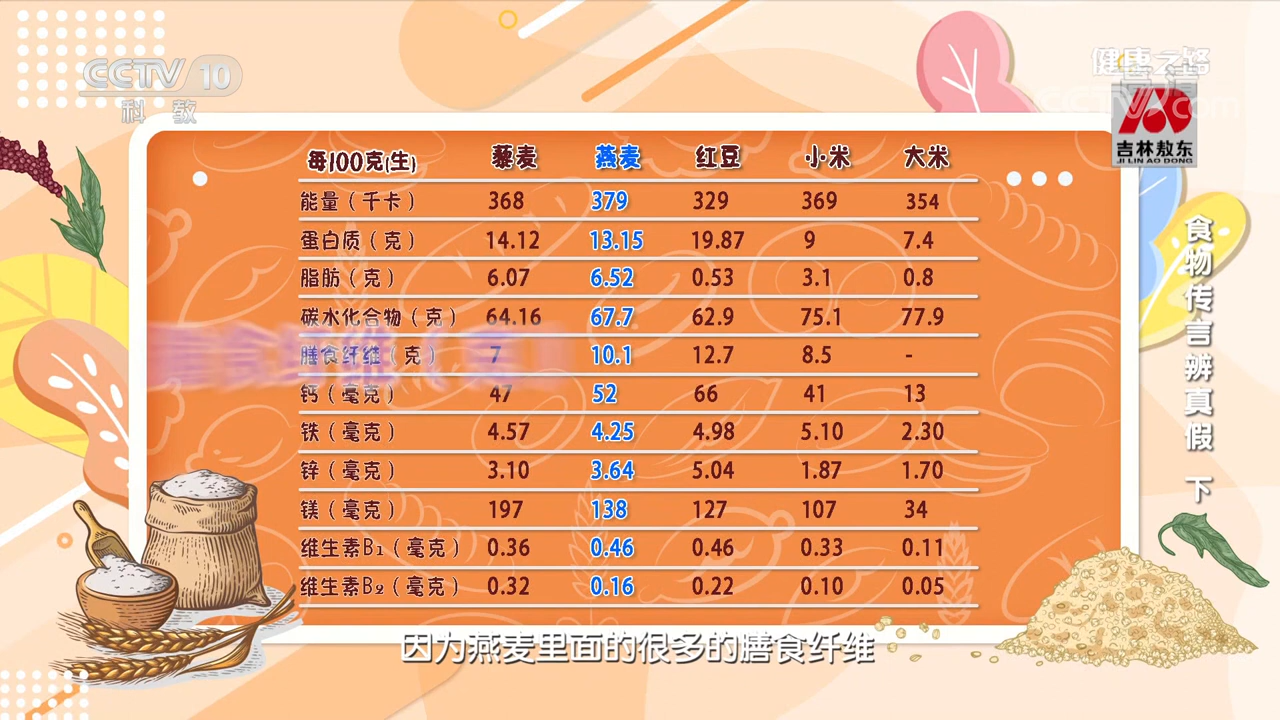 CCTV 10
科 教
健康之路
CCTV.com
吉林敖东
JI LIN AO DONG
每100克(生) 藜麦 燕麦 红豆 小米 大米
能量（千卡） 368 379 329 369 354
蛋白质（克） 14.12 13.15 19.87 9 7.4
脂肪（克） 6.07 6.52 0.53 3.1 0.8
碳水化合物（克） 64.16 67.7 62.9 75.1 77.9
膳食纤维（克） 7 10.1 12.7 8.5 -
钙（毫克） 47 52 66 41 13
铁（毫克） 4.57 4.25 4.98 5.10 2.30
锌（毫克） 3.10 3.64 5.04 1.87 1.70
镁（毫克） 197 138 127 107 34
维生素B₁（毫克） 0.36 0.46 0.46 0.33 0.11
维生素B₂（毫克） 0.32 0.16 0.22 0.10 0.05
食物传言辨真假 下
因为燕麦里面的很多的膳食纤维